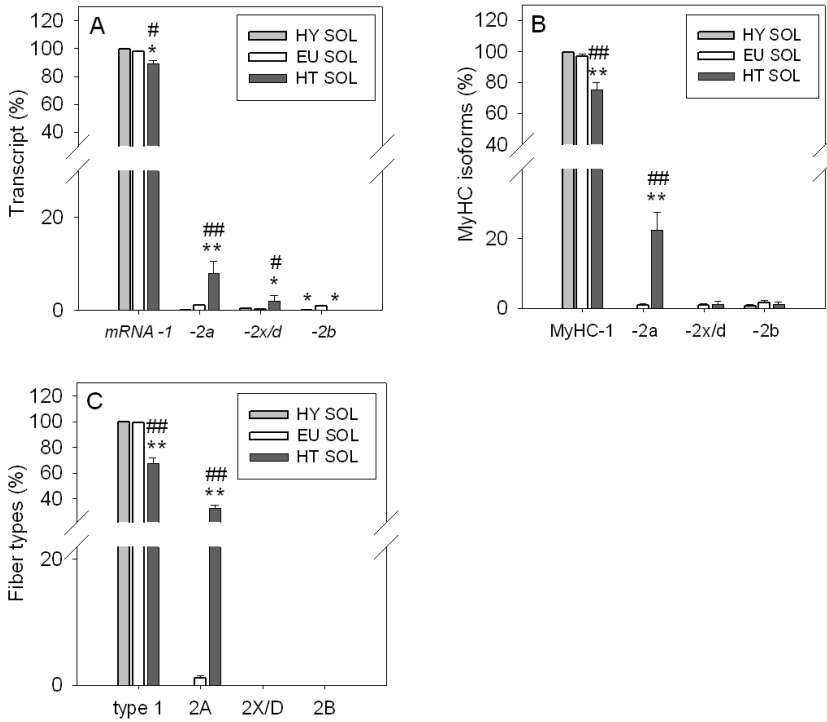 A
Transcript (%)
120
100
80
60
40
20
0
HY SOL
EU SOL
HT SOL
#
*
##
**
#
*
* *
mRNA -1 -2a -2x/d -2b
B
MyHC isoforms (%)
120
100
80
60
40
20
0
HY SOL
EU SOL
HT SOL
##
**
##
**
MyHC-1 -2a -2x/d -2b
C
Fiber types (%)
120
100
80
60
40
20
0
HY SOL
EU SOL
HT SOL
##
**
##
**
type 1 2A 2X/D 2B